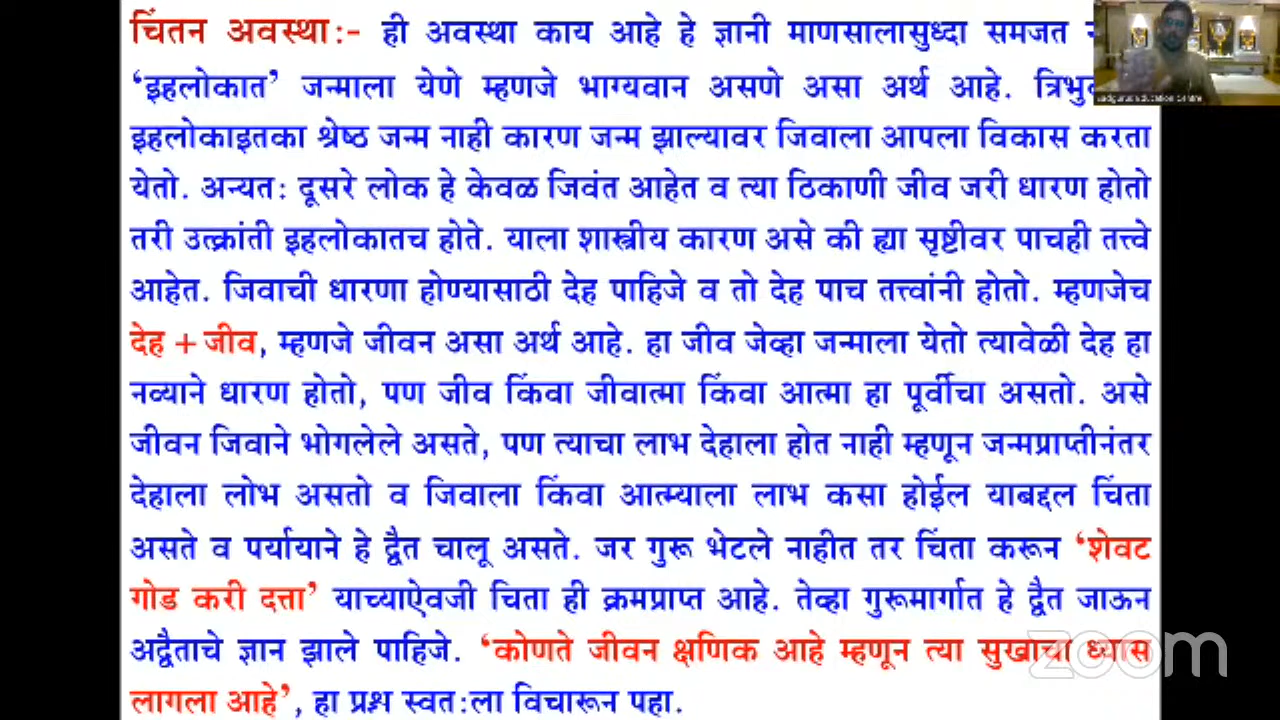 चिंतन अवस्था:- ही अवस्था काय आहे हे ज्ञानी माणसालासुध्दा समजत
‘इहलोकात’ जन्माला येणे म्हणजे भाग्यवान असणे असा अर्थ आहे.
इहलोकाइतका श्रेष्ठ जन्म नाही कारण जन्म झाल्यावर जिवाला आपला विकास करता
येतो. अन्यत: दूसरे लोक हे केवळ जिवंत आहेत व त्या ठिकाणी जीव जरी धारण होतो
तरी उत्क्रांती इहलोकातच होते. याला शास्त्रीय कारण असे की ह्या सृष्टीवर पाचही तत्त्वे
आहेत. जिवाची धारणा होण्यासाठी देह पाहिजे व तो देह पाच तत्त्वांनी होतो. म्हणजेच
देह + जीव, म्हणजे जीवन असा अर्थ आहे. हा जीव जेव्हा जन्माला येतो त्यावेळी देह हा
नव्याने धारण होतो, पण जीव किंवा जीवात्मा किंवा आत्मा हा पूर्वीचा असतो. असे
जीवन जिवाने भोगलेले असते, पण त्याचा लाभ देहाला होत नाही म्हणून जन्मप्राप्तीनंतर
देहाला लोभ असतो व जिवाला किंवा आत्म्याला लाभ कसा होईल याबद्दल चिंता
असते व पर्यायाने हे द्वैत चालू असते. जर गुरू भेटले नाहीत तर चिंता करून ‘शेवट
गोड करी दत्ता’ याच्याऐवजी चिता ही क्रमप्राप्त आहे. तेव्हा गुरूमार्गात हे द्वैत जाऊन
अद्वैताचे ज्ञान झाले पाहिजे. ‘कोणते जीवन क्षणिक आहे म्हणून त्या सुखाचा ध्यास
लागला आहे’, हा प्रश्न स्वत:ला विचारून पहा.
zoom